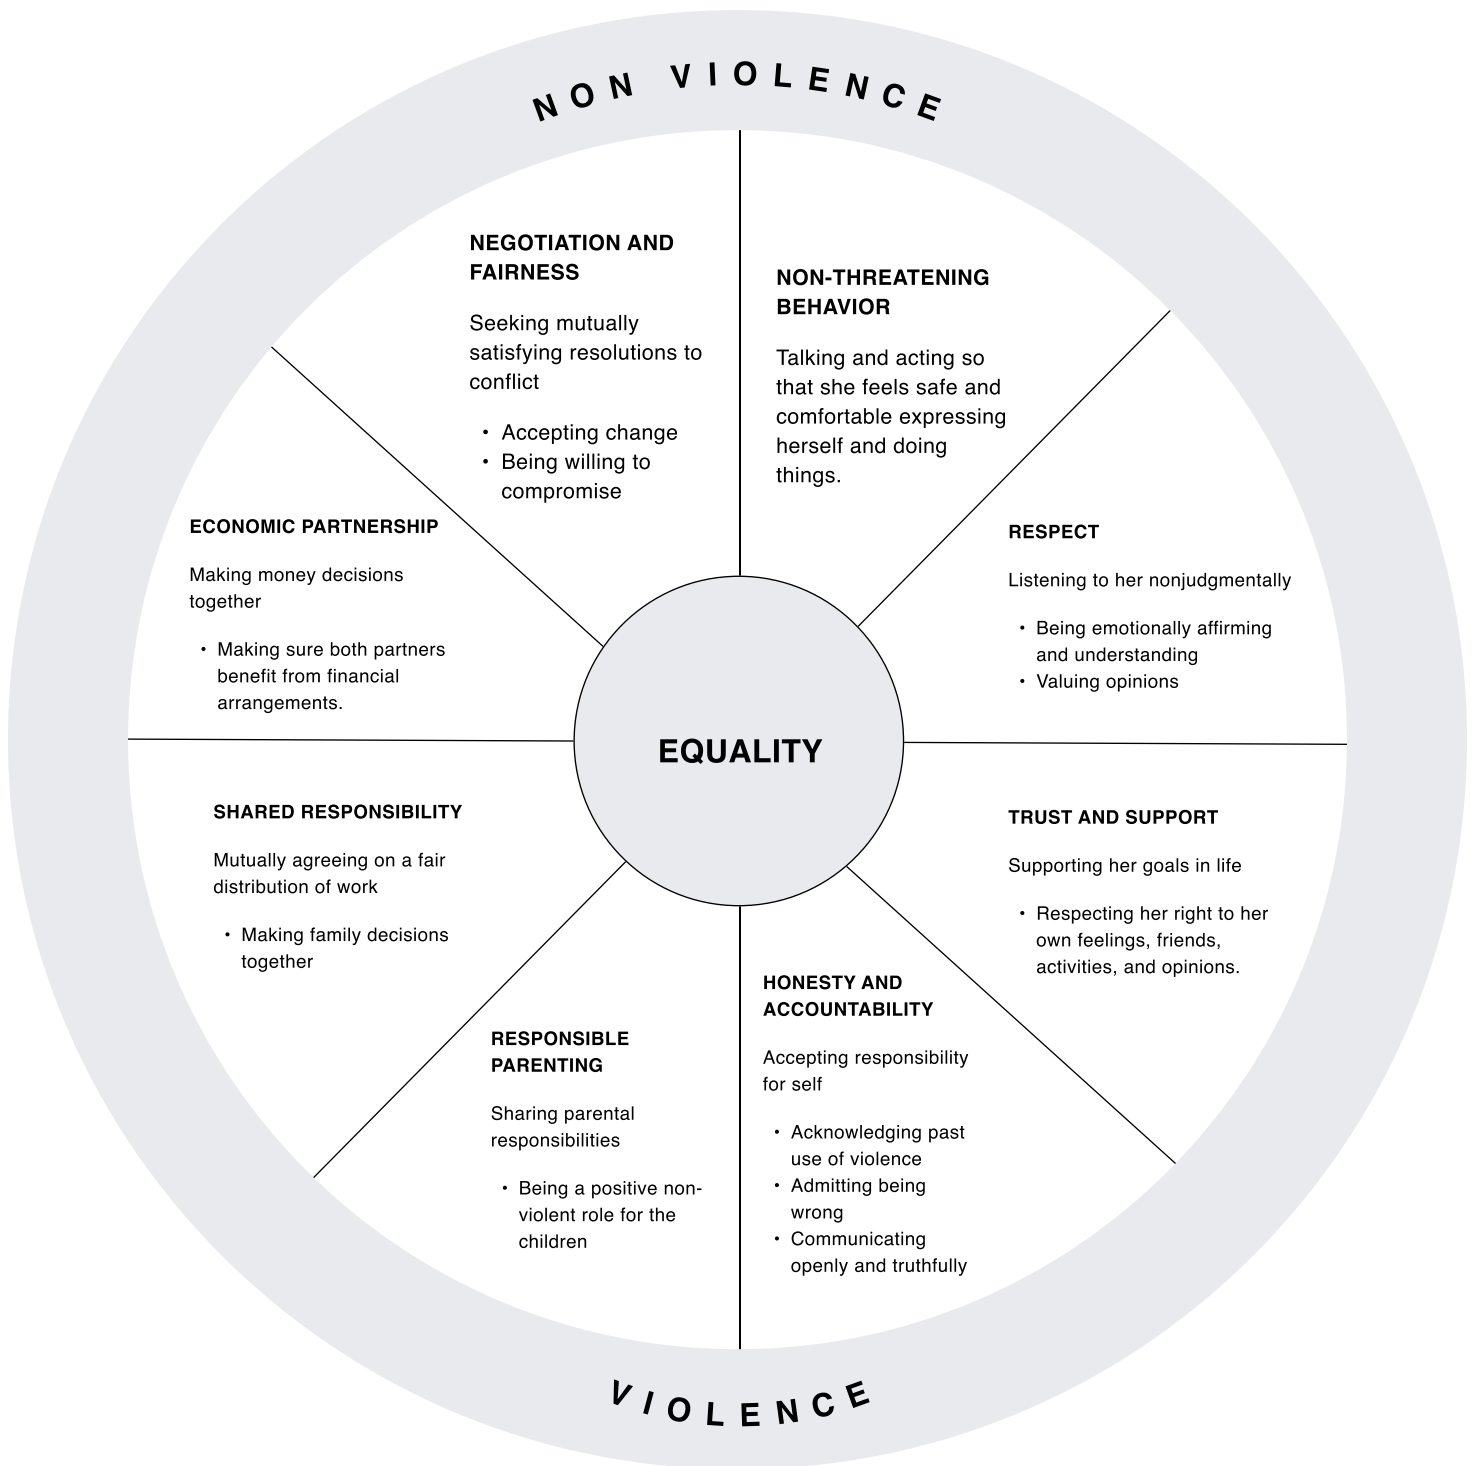 NON VIOLENCE
NEGOTIATION AND
FAIRNESS
Seeking mutually
satisfying resolutions to
conflict
• Accepting change
• Being willing to
compromise
NON-THREATENING
BEHAVIOR
Talking and acting so
that she feels safe and
comfortable expressing
herself and doing
things.
ECONOMIC PARTNERSHIP
Making money decisions
together
• Making sure both partners
benefit from financial
arrangements.
RESPECT
Listening to her nonjudgmentally
• Being emotionally affirming
and understanding
• Valuing opinions
EQUALITY
SHARED RESPONSIBILITY
Mutually agreeing on a fair
distribution of work
• Making family decisions
together
TRUST AND SUPPORT
Supporting her goals in life
• Respecting her right to her
own feelings, friends,
activities, and opinions.
RESPONSIBLE
PARENTING
Sharing parental
responsibilities
• Being a positive non-
violent role for the
children
HONESTY AND
ACCOUNTABILITY
Accepting responsibility
for self
• Acknowledging past
use of violence
• Admitting being
wrong
• Communicating
openly and truthfully
VIOLENCE